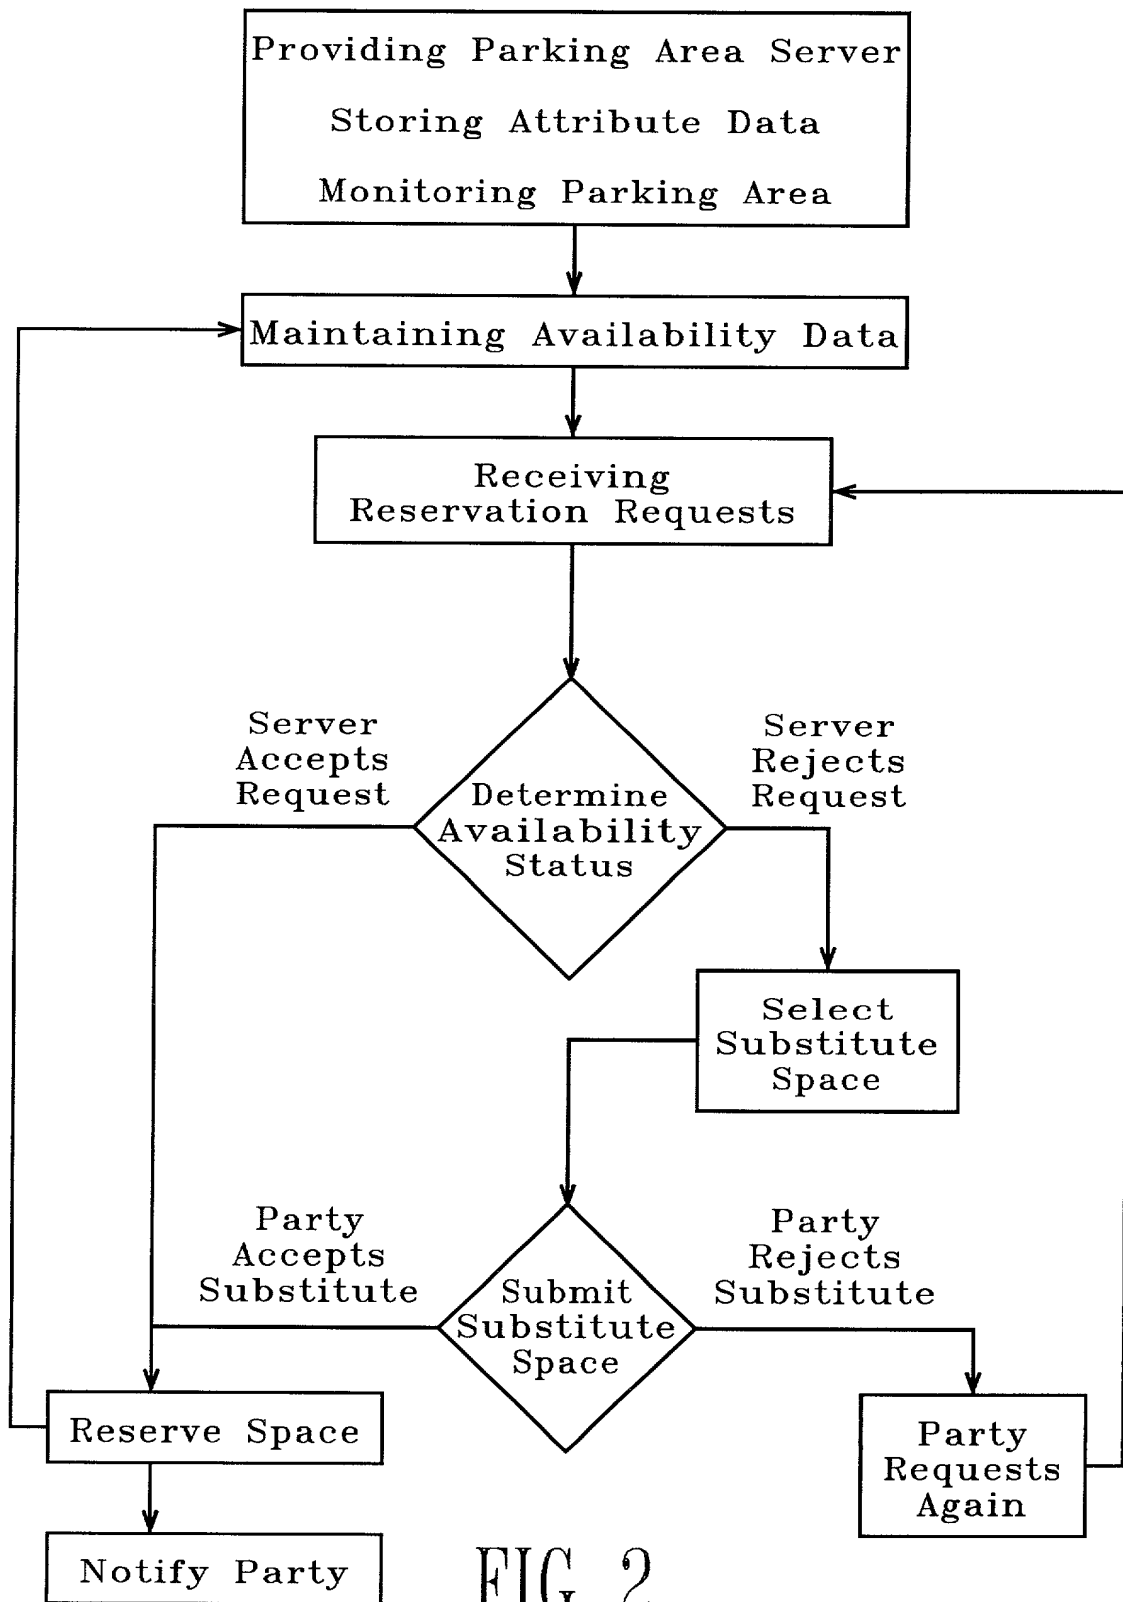 Providing Parking Area Server
Storing Attribute Data
Monitoring Parking Area
Maintaining Availability Data
Receiving
Reservation Requests
Server
Accepts
Request
Server
Rejects
Request
Determine
Availability
Status
Select
Substitute
Space
Party
Accepts
Substitute
Party
Rejects
Substitute
Submit
Substitute
Space
Reserve Space
Party
Requests
Again
Notify Party
FIG. 2